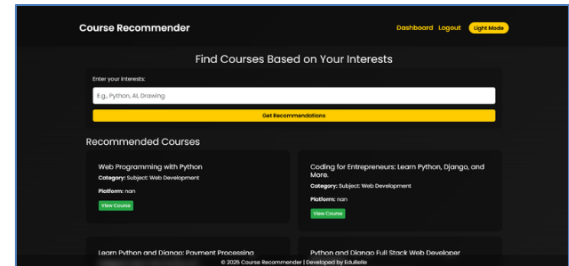 Course Recommender
Dashboard Logout Light Mode
Find Courses Based on Your Interests
Enter your interests:
E.g., Python, AI, Drawing
Get Recommendations
Recommended Courses
Web Programming with Python
Category: Subject: Web Development
Platform: nan
View Course
Coding for Entrepreneurs: Learn Python, Django, and
More.
Category: Subject: Web Development
Platform: nan
View Course
Learn Python and Django: Payment Processing
Python and Django Full Stack Web Developer
© 2025 Course Recommender | Developed by